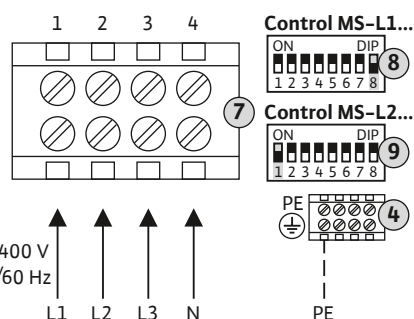 1 2 3 4
7
400 V
/60 Hz
L1 L2 L3 N
Control MS-L1...
ON DIP
1 2 3 4 5 6 7 8
8
Control MS-L2...
ON DIP
1 2 3 4 5 6 7 8
9
PE
4
PE